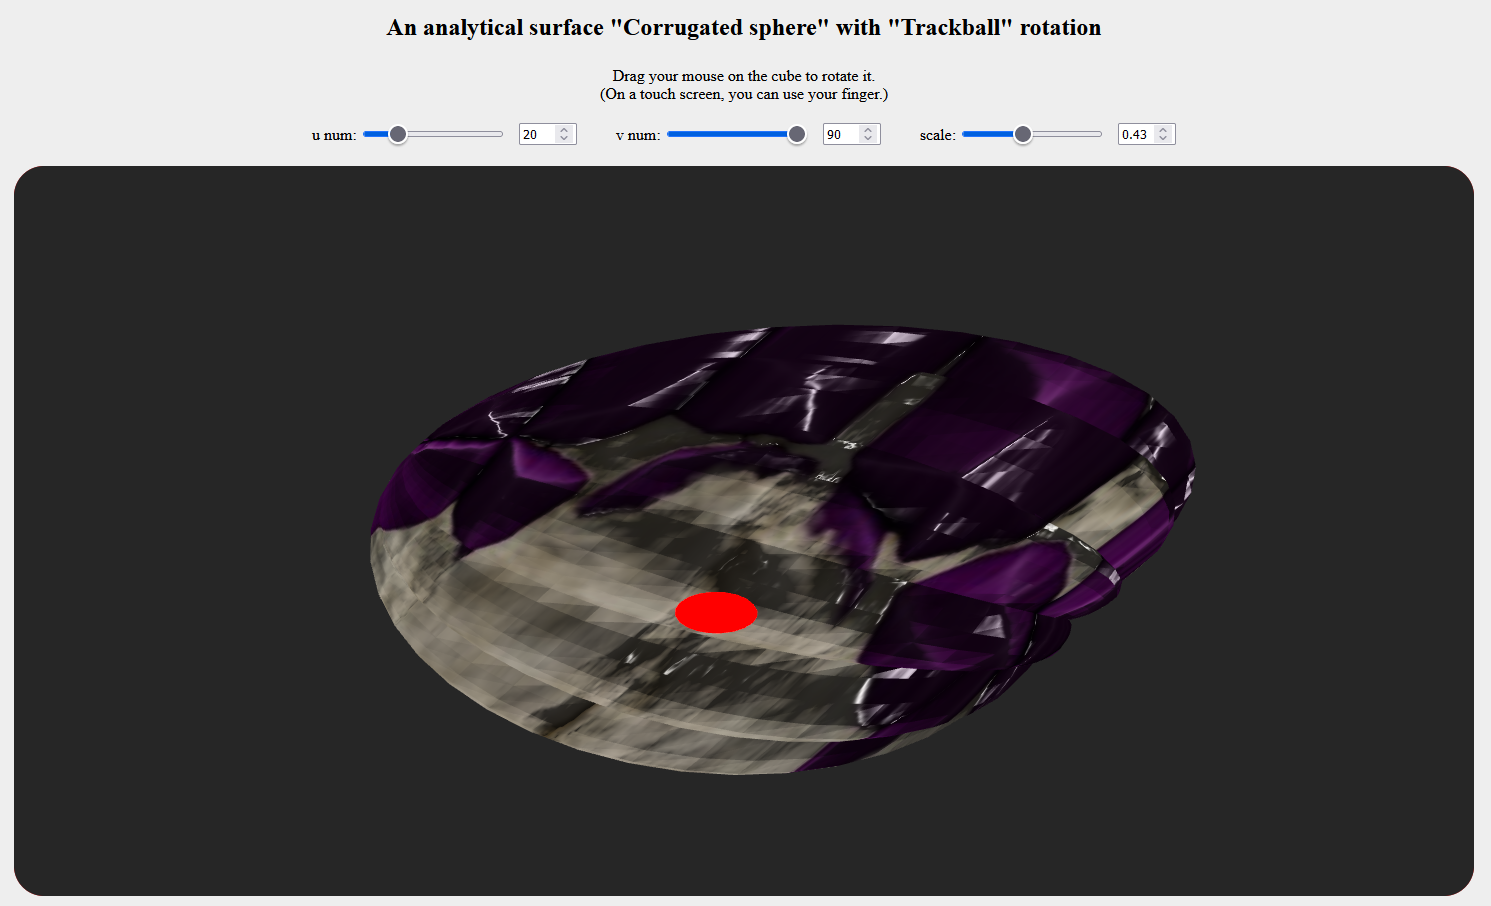 An analytical surface "Corrugated sphere" with "Trackball" rotation
Drag your mouse on the cube to rotate it.
(On a touch screen, you can use your finger.)
u num: 20 v num: 90 scale: 0.43